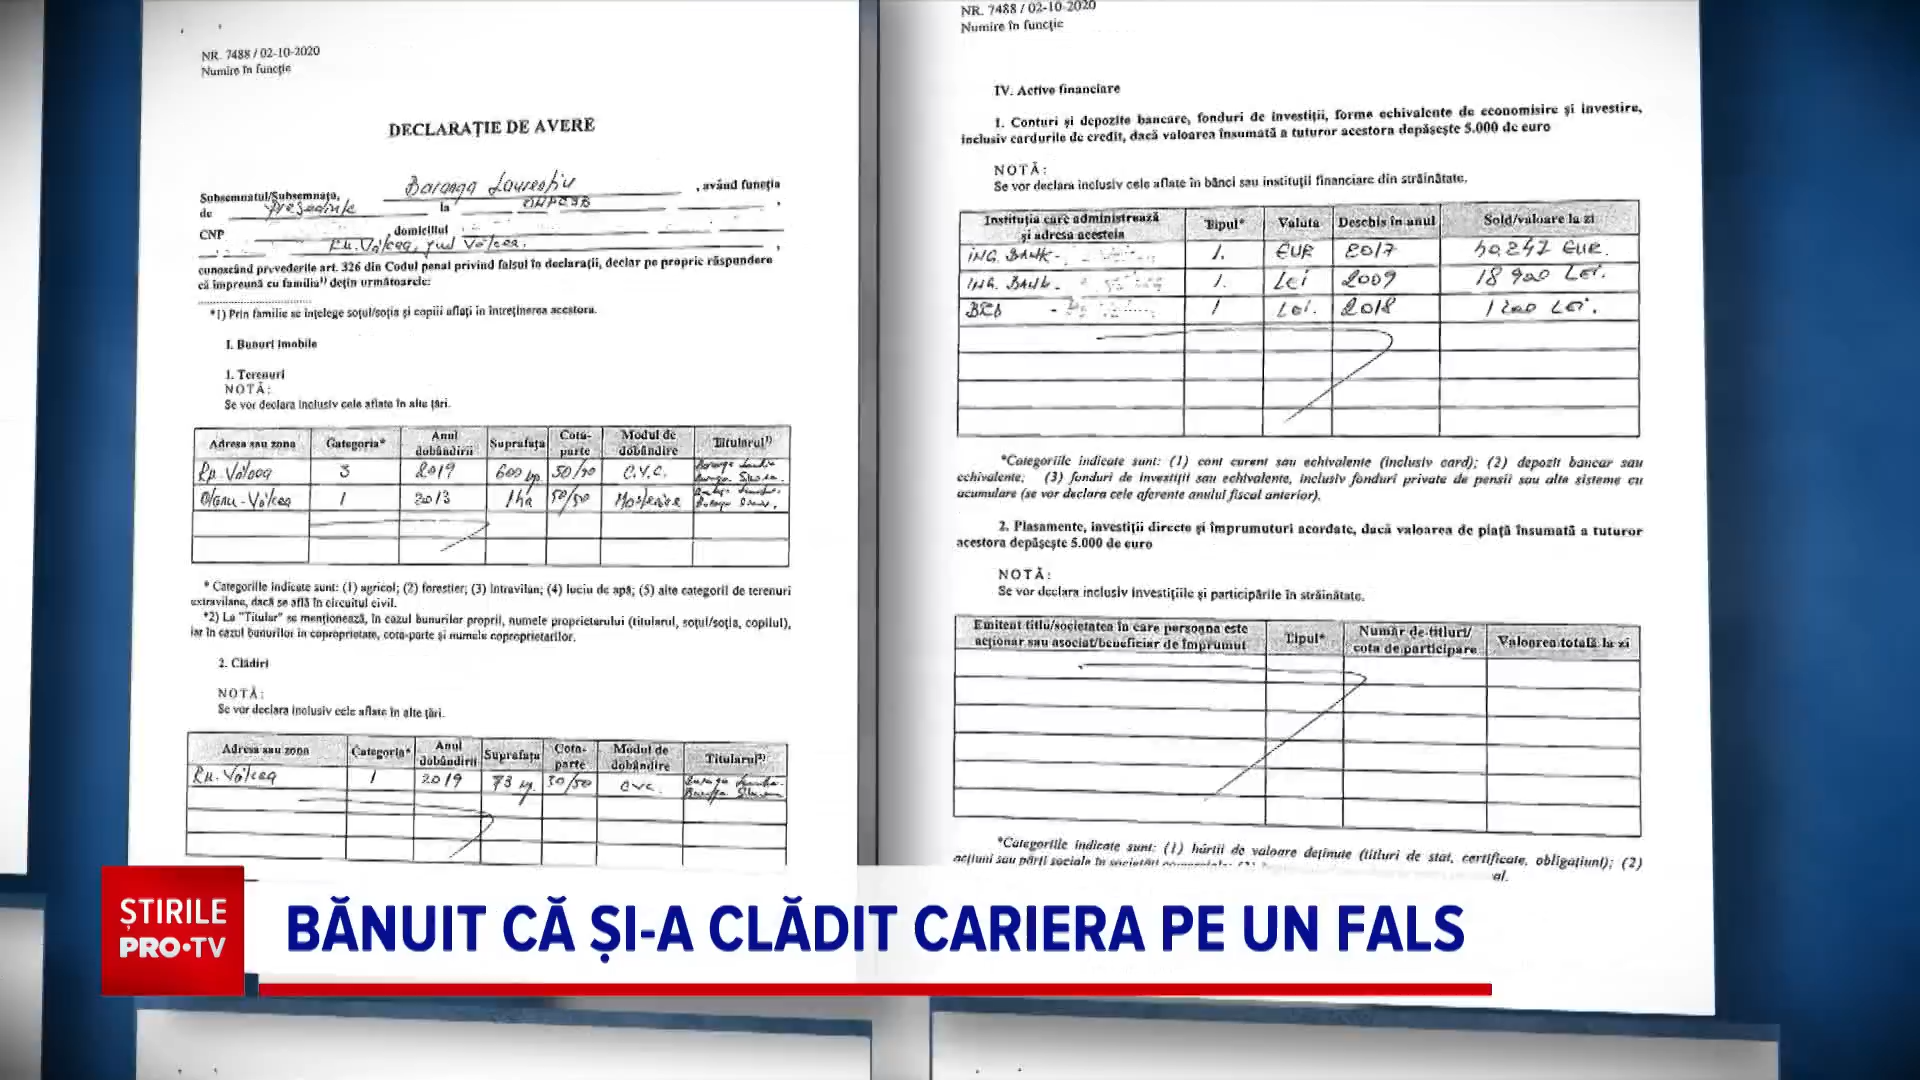 NR. 7488 / 02-10-2020
Numire în funcție
DECLARAȚIE DE AVERE
Subsemnatul/Subsemnata, Baranga Laurențiu, având funcția
de președinte la ONPCSB,
CNP domiciliul
Rm. Vâlcea, jud Vâlcea,
cunoscând prevederile art. 326 din Codul penal privind falsul în declarații, declar pe proprie răspundere
că împreună cu familia¹⁾ dețin următoarele:
*1) Prin familie se înțelege soțul/soția și copiii aflați în întreținerea acestora.
I. Bunuri imobile
1. Terenuri
NOTĂ:
Se vor declara inclusiv cele aflate în alte țări.
Adresa sau zona Categoria* Anul dobândirii Suprafața Cota-parte Modul de dobândire Titularul²⁾
Rm. Vâlcea 3 2019 600 mp 50/50 C.V.C.
1 2013 1ha 50/50
* Categoriile indicate sunt: (1) agricol; (2) forestier; (3) intravilan; (4) luciu de apă; (5) alte categorii de terenuri
extravilane, dacă se află în circuitul civil.
*2) La "Titular" se menționează, în cazul bunurilor proprii, numele proprietarului (titularul, soțul/soția, copilul),
iar în cazul bunurilor în coproprietate, cota-parte și numele coproprietarilor.
2. Clădiri
NOTĂ:
Se vor declara inclusiv cele aflate în alte țări.
Adresa sau zona Categoria* Anul dobândirii Suprafața Cota-parte Modul de dobândire Titularul²⁾
Rm. Vâlcea 1 2019 73 mp. 50/50 CVC.
NR. 7488 / 02-10-2020
Numire în funcție
IV. Active financiare
1. Conturi și depozite bancare, fonduri de investiții, forme echivalente de economisire și investire,
inclusiv cardurile de credit, dacă valoarea însumată a tuturor acestora depășește 5.000 de euro
NOTĂ:
Se vor declara inclusiv cele aflate în bănci sau instituții financiare din străinătate.
Instituția care administrează și adresa acesteia Tipul* Valuta Deschis în anul Sold/valoare la zi
ING. BANK- 1. EUR 2017 EUR.
ING. BANK- 1. Lei 2009 18 900 Lei.
- 1 Lei. 2018 1200 Lei.
*Categoriile indicate sunt: (1) cont curent sau echivalente (inclusiv card); (2) depozit bancar sau
echivalente; (3) fonduri de investiții sau echivalente, inclusiv fonduri private de pensii sau alte sisteme cu
acumulare (se vor declara cele aferente anului fiscal anterior).
2. Plasamente, investiții directe și împrumuturi acordate, dacă valoarea de piață însumată a tuturor
acestora depășește 5.000 de euro
NOTĂ:
Se vor declara inclusiv investițiile și participările în străinătate.
Emitent titlu/societatea în care persoana este acționar sau asociat/beneficiar de împrumut Tipul* Număr de titluri/ cota de participare Valoarea totală la zi
*Categoriile indicate sunt: (1) hârtii de valoare deținute (titluri de stat, certificate, obligațiuni); (2)
acțiuni sau părți sociale în societăți
ȘTIRILE
PRO•TV
BĂNUIT CĂ ȘI-A CLĂDIT CARIERA PE UN FALS